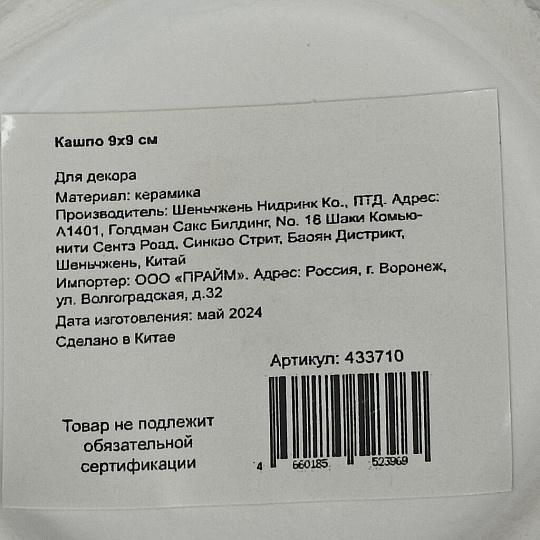 Кашпо 9х9 см
Для декора
Материал: керамика
Производитель: Шеньчжень Нидринк Ко., ПТД. Адрес:
А1401, Голдман Сакс Билдинг, No. 16 Шаки Комью-
нити Сентэ Роад, Синкао Стрит, Баоян Дистрикт,
Шеньчжень, Китай
Импортер: ООО «ПРАЙМ». Адрес: Россия, г. Воронеж,
ул. Волгоградская, д.32
Дата изготовления: май 2024
Сделано в Китае
Артикул: 433710
Товар не подлежит
обязательной
сертификации
4 660185 523969